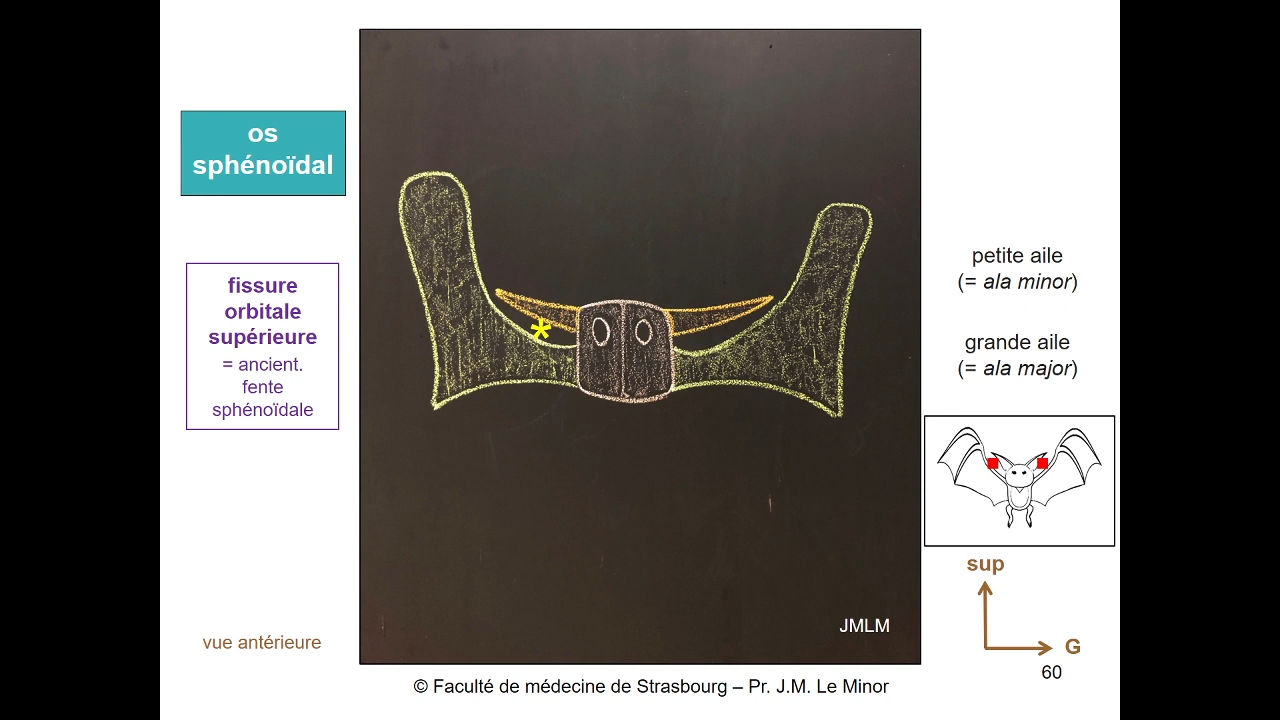 os
sphénoïdal
fissure
orbitale
supérieure
= ancient.
fente
sphénoïdale
vue antérieure
*
JMLM
petite aile
(= ala minor)
grande aile
(= ala major)
sup
G
60
© Faculté de médecine de Strasbourg – Pr. J.M. Le Minor